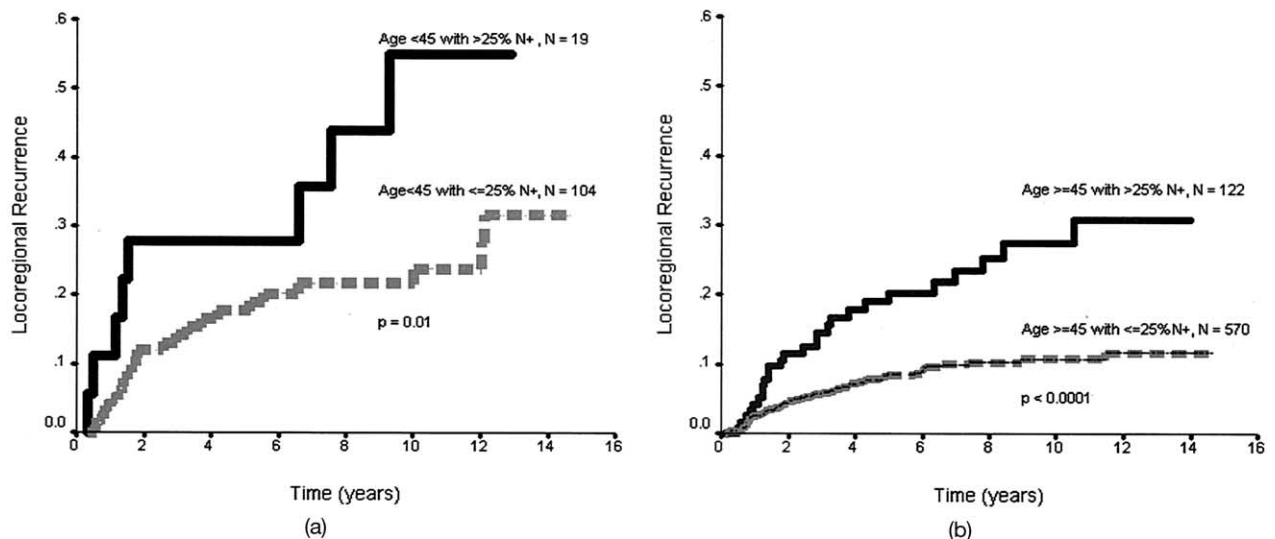 .6
.5
.4
.3
.2
.1
0.0
0 2 4 6 8 10 12 14 16
Locoregional Recurrence
Time (years)
Age <45 with >25% N+, N = 19
Age<45 with <=25% N+, N = 104
p = 0.01
(a)
.6
.5
.4
.3
.2
.1
0.0
0 2 4 6 8 10 12 14 16
Locoregional Recurrence
Time (years)
Age >=45 with >25% N+, N = 122
Age >=45 with <=25%N+, N = 570
p < 0.0001
(b)